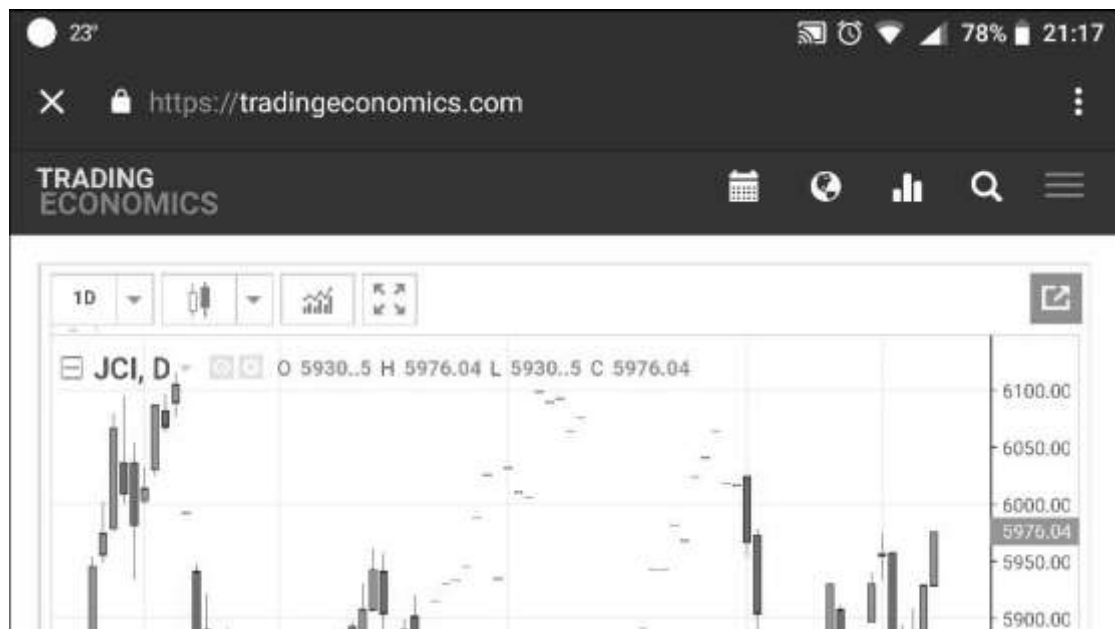 23° 78% 21:17
https://tradingeconomics.com
TRADING
ECONOMICS
1D
JCI, D O 5930..5 H 5976.04 L 5930..5 C 5976.04
6100.00
6050.00
6000.00
5976.04
5950.00
5900.00